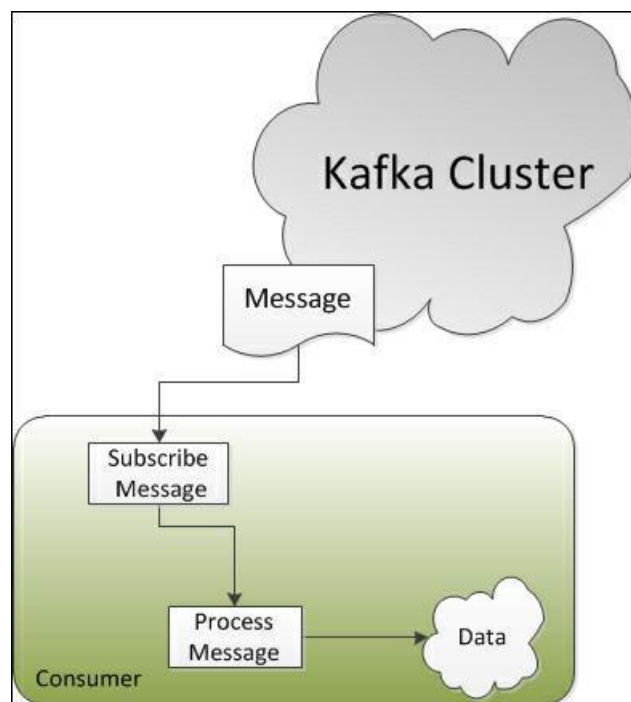 Kafka Cluster
Message
Subscribe
Message
Process
Message
Data
Consumer